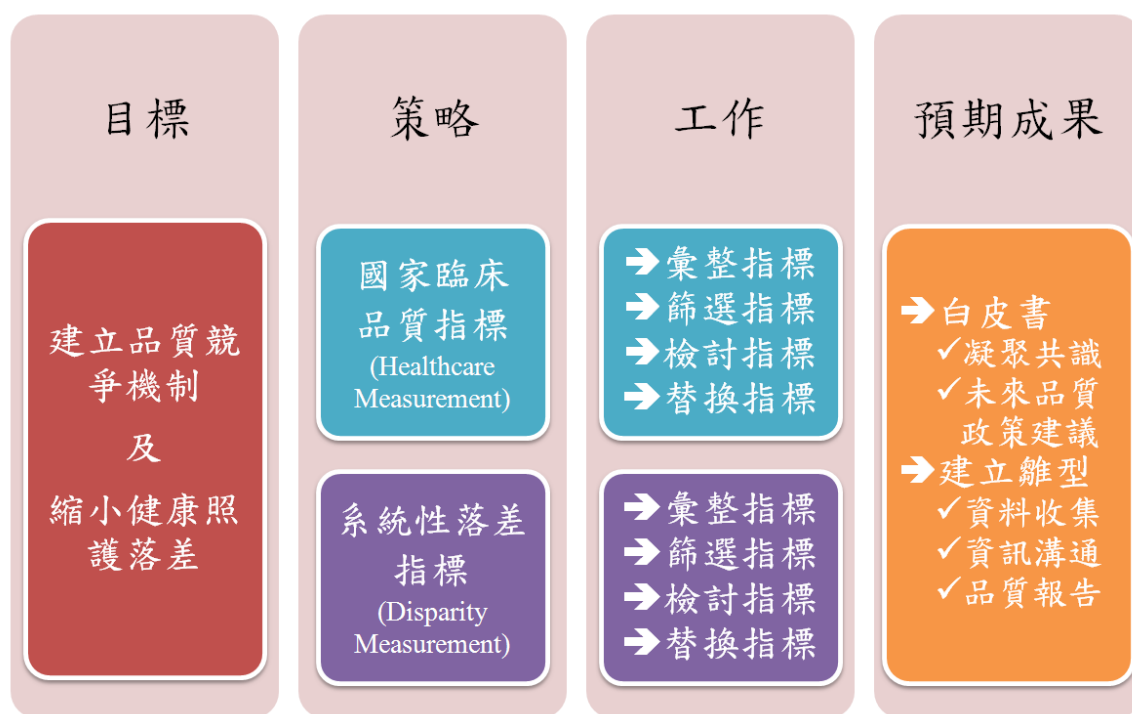 目標
建立品質競
爭機制
及
縮小健康照
護落差
策略
國家臨床
品質指標
(Healthcare
Measurement)
系統性落差
指標
(Disparity
Measurement)
工作
➔彙整指標
➔篩選指標
➔檢討指標
➔替換指標
➔彙整指標
➔篩選指標
➔檢討指標
➔替換指標
預期成果
➔白皮書
✓凝聚共識
✓未來品質
政策建議
➔建立雛型
✓資料收集
✓資訊溝通
✓品質報告